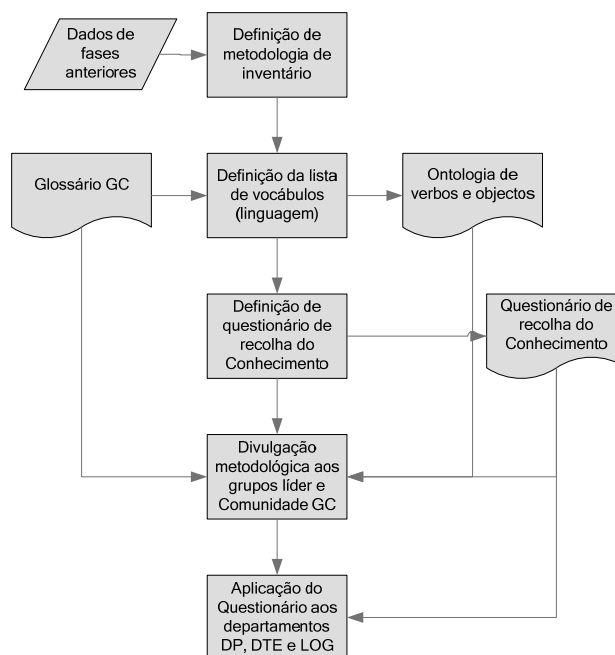 Dados de
fases
anteriores
Definição de
metodologia de
inventário
Glossário GC
Definição da lista
de vocábulos
(linguagem)
Ontologia de
verbos e objectos
Definição de
questionário de
recolha do
Conhecimento
Questionário de
recolha do
Conhecimento
Divulgação
metodológica aos
grupos líder e
Comunidade GC
Aplicação do
Questionário aos
departamentos
DP, DTE e LOG